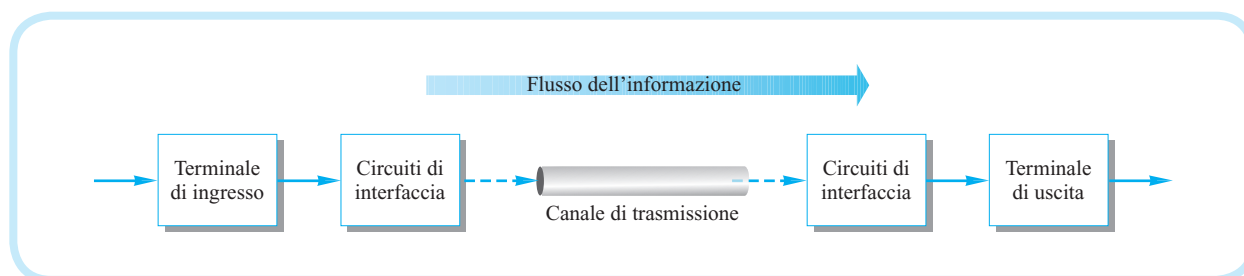 Flusso dell’informazione
Terminale
di ingresso
Circuiti di
interfaccia
Canale di trasmissione
Circuiti di
interfaccia
Terminale
di uscita